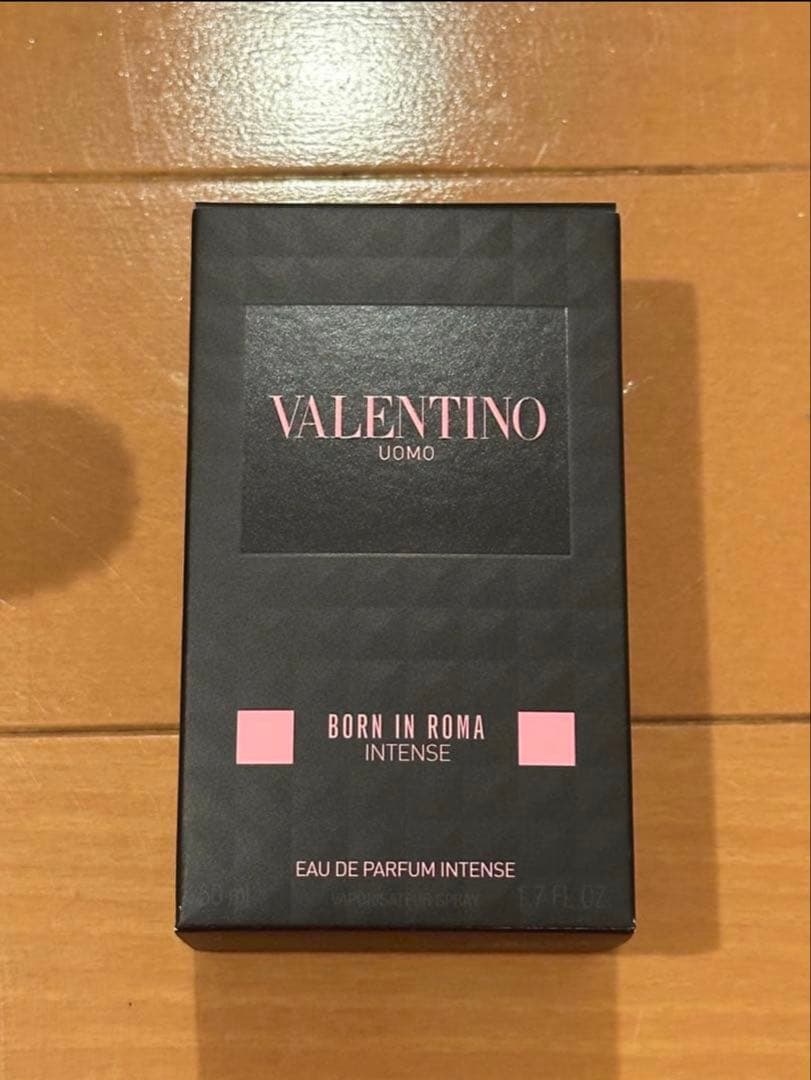 VALENTINO
UOMO
BORN IN ROMA
INTENSE
EAU DE PARFUM INTENSE
50 ml VAPORISATEUR SPRAY 1.7 FL OZ